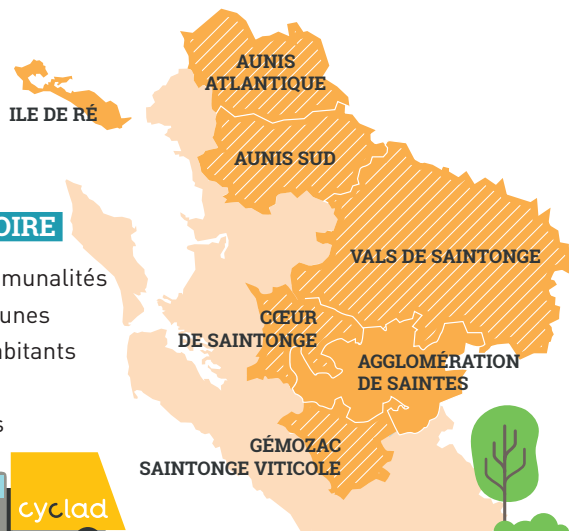 AUNIS
ATLANTIQUE
ILE DE RÉ
AUNIS SUD
OIRE
VALS DE SAINTONGE
munalités
unes
abitants
CŒUR
DE SAINTONGE
AGGLOMÉRATION
DE SAINTES
s
GÉMOZAC
SAINTONGE VITICOLE
cyclad